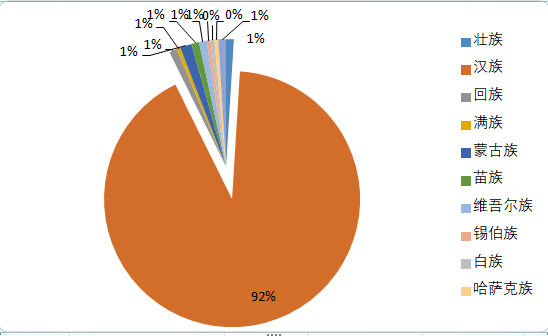 1% 1% 1% 0% 0% 1%
1%
1% 1% 1%
92%
壮族
汉族
回族
满族
蒙古族
苗族
维吾尔族
锡伯族
白族
哈萨克族